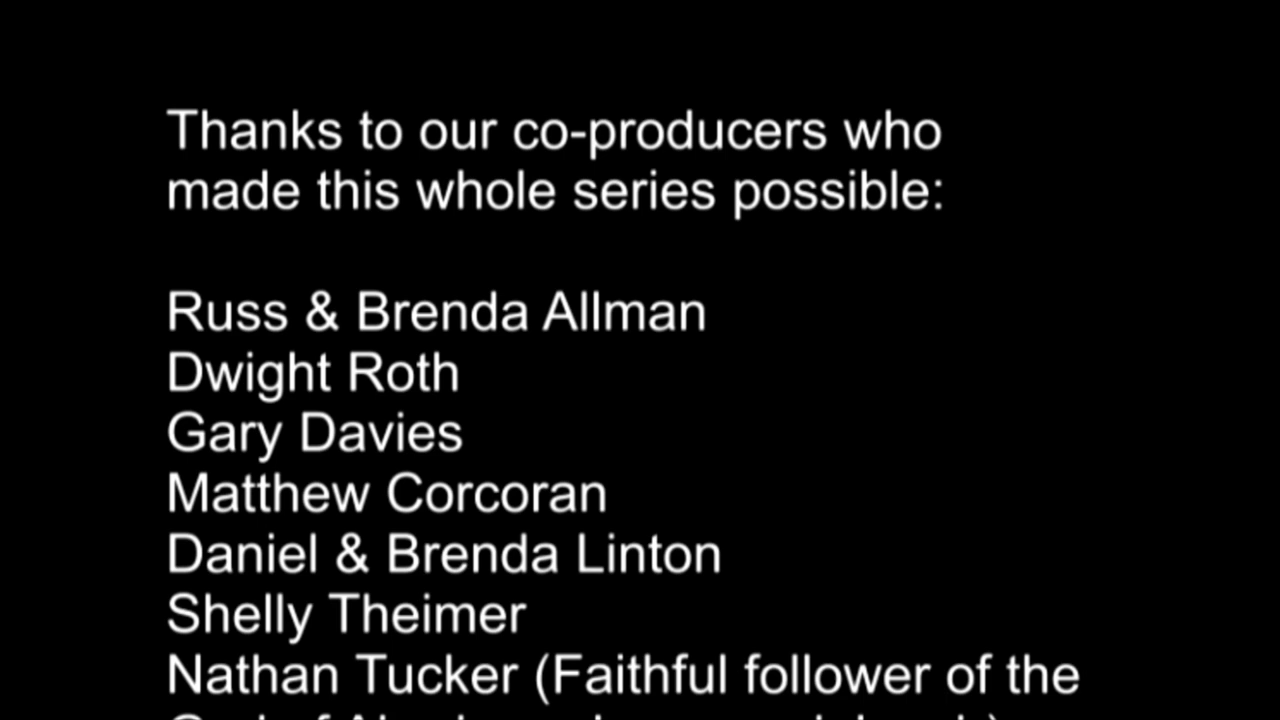 Thanks to our co-producers who
made this whole series possible:
Russ & Brenda Allman
Dwight Roth
Gary Davies
Matthew Corcoran
Daniel & Brenda Linton
Shelly Theimer
Nathan Tucker (Faithful follower of the